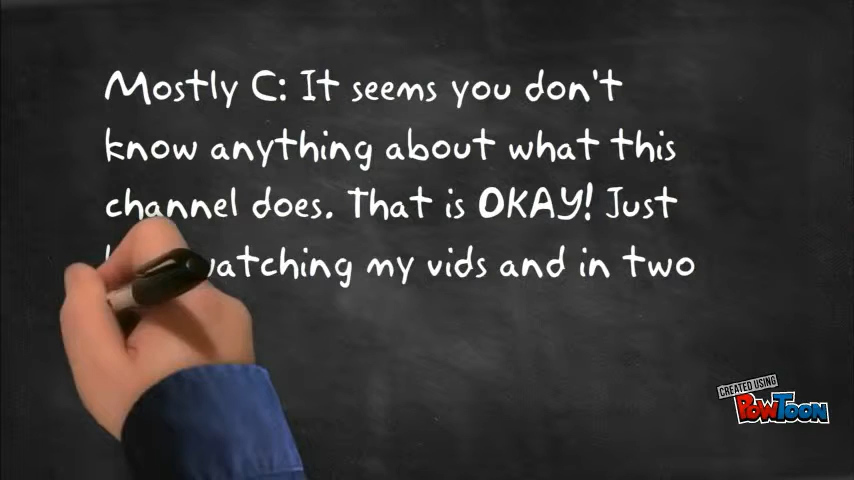 Mostly C: It seems you don't
know anything about what this
channel does. That is OKAY! Just
watching my vids and in two
CREATED USING
POWTOON